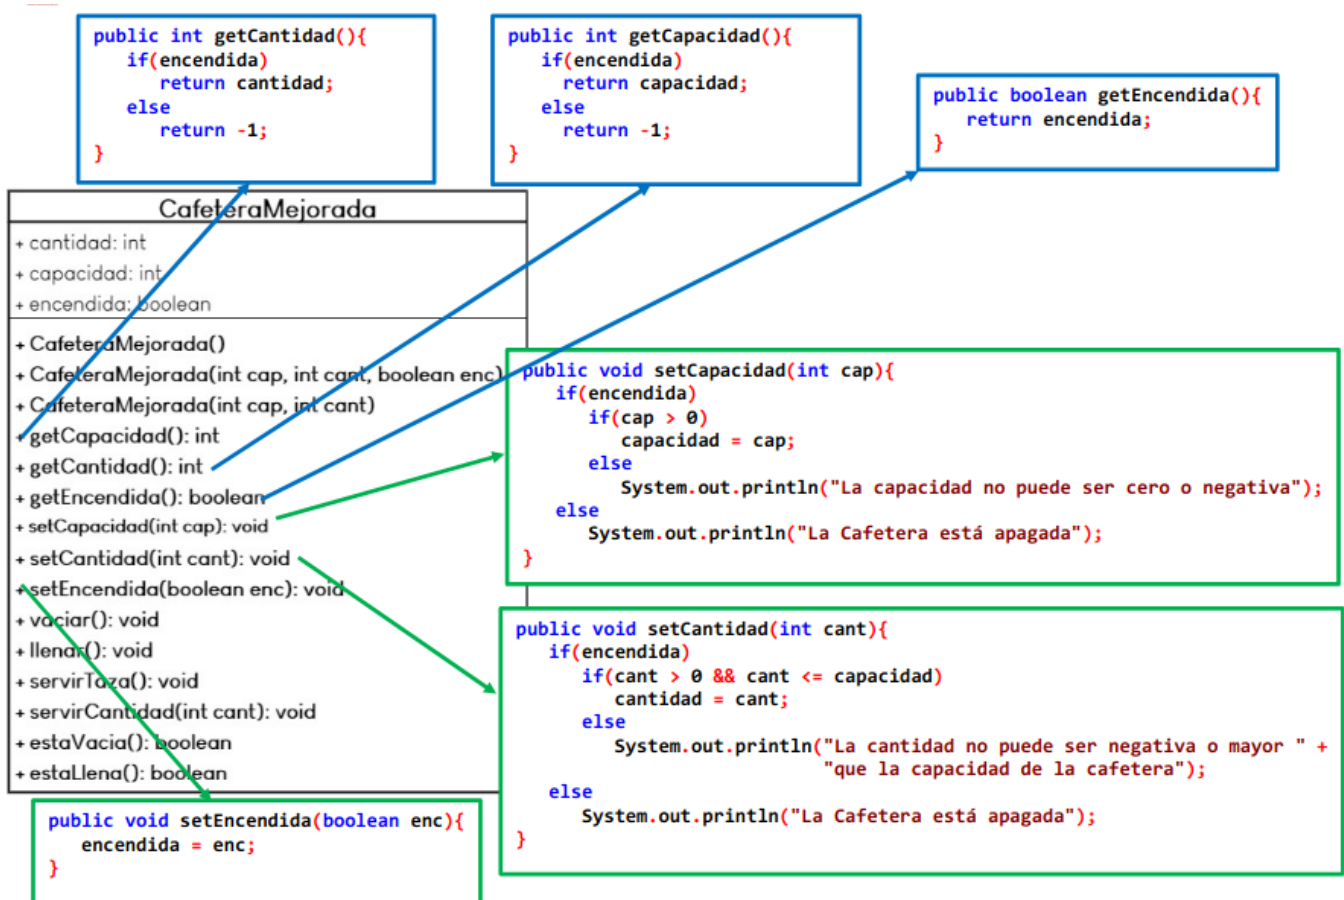 public int getCantidad(){
if(encendida)
return cantidad;
else
return -1;
}
public int getCapacidad(){
if(encendida)
return capacidad;
else
return -1;
}
public boolean getEncendida(){
return encendida;
}
CafeteraMejorada
+ cantidad: int
+ capacidad: int
+ encendida: boolean
+ CafeteraMejorada()
+ CafeteraMejorada(int cap, int cant, boolean enc)
+ CafeteraMejorada(int cap, int cant)
+ getCapacidad(): int
+ getCantidad(): int
+ getEncendida(): boolean
+ setCapacidad(int cap): void
+ setCantidad(int cant): void
+ setEncendida(boolean enc): void
+ vaciar(): void
+ llenar(): void
+ servirTaza(): void
+ servirCantidad(int cant): void
+ estaVacia(): boolean
+ estaLlena(): boolean
public void setCapacidad(int cap){
if(encendida)
if(cap > 0)
capacidad = cap;
else
System.out.println("La capacidad no puede ser cero o negativa");
else
System.out.println("La Cafetera está apagada");
}
public void setCantidad(int cant){
if(encendida)
if(cant > 0 && cant <= capacidad)
cantidad = cant;
else
System.out.println("La cantidad no puede ser negativa o mayor " +
"que la capacidad de la cafetera");
else
System.out.println("La Cafetera está apagada");
}
public void setEncendida(boolean enc){
encendida = enc;
}